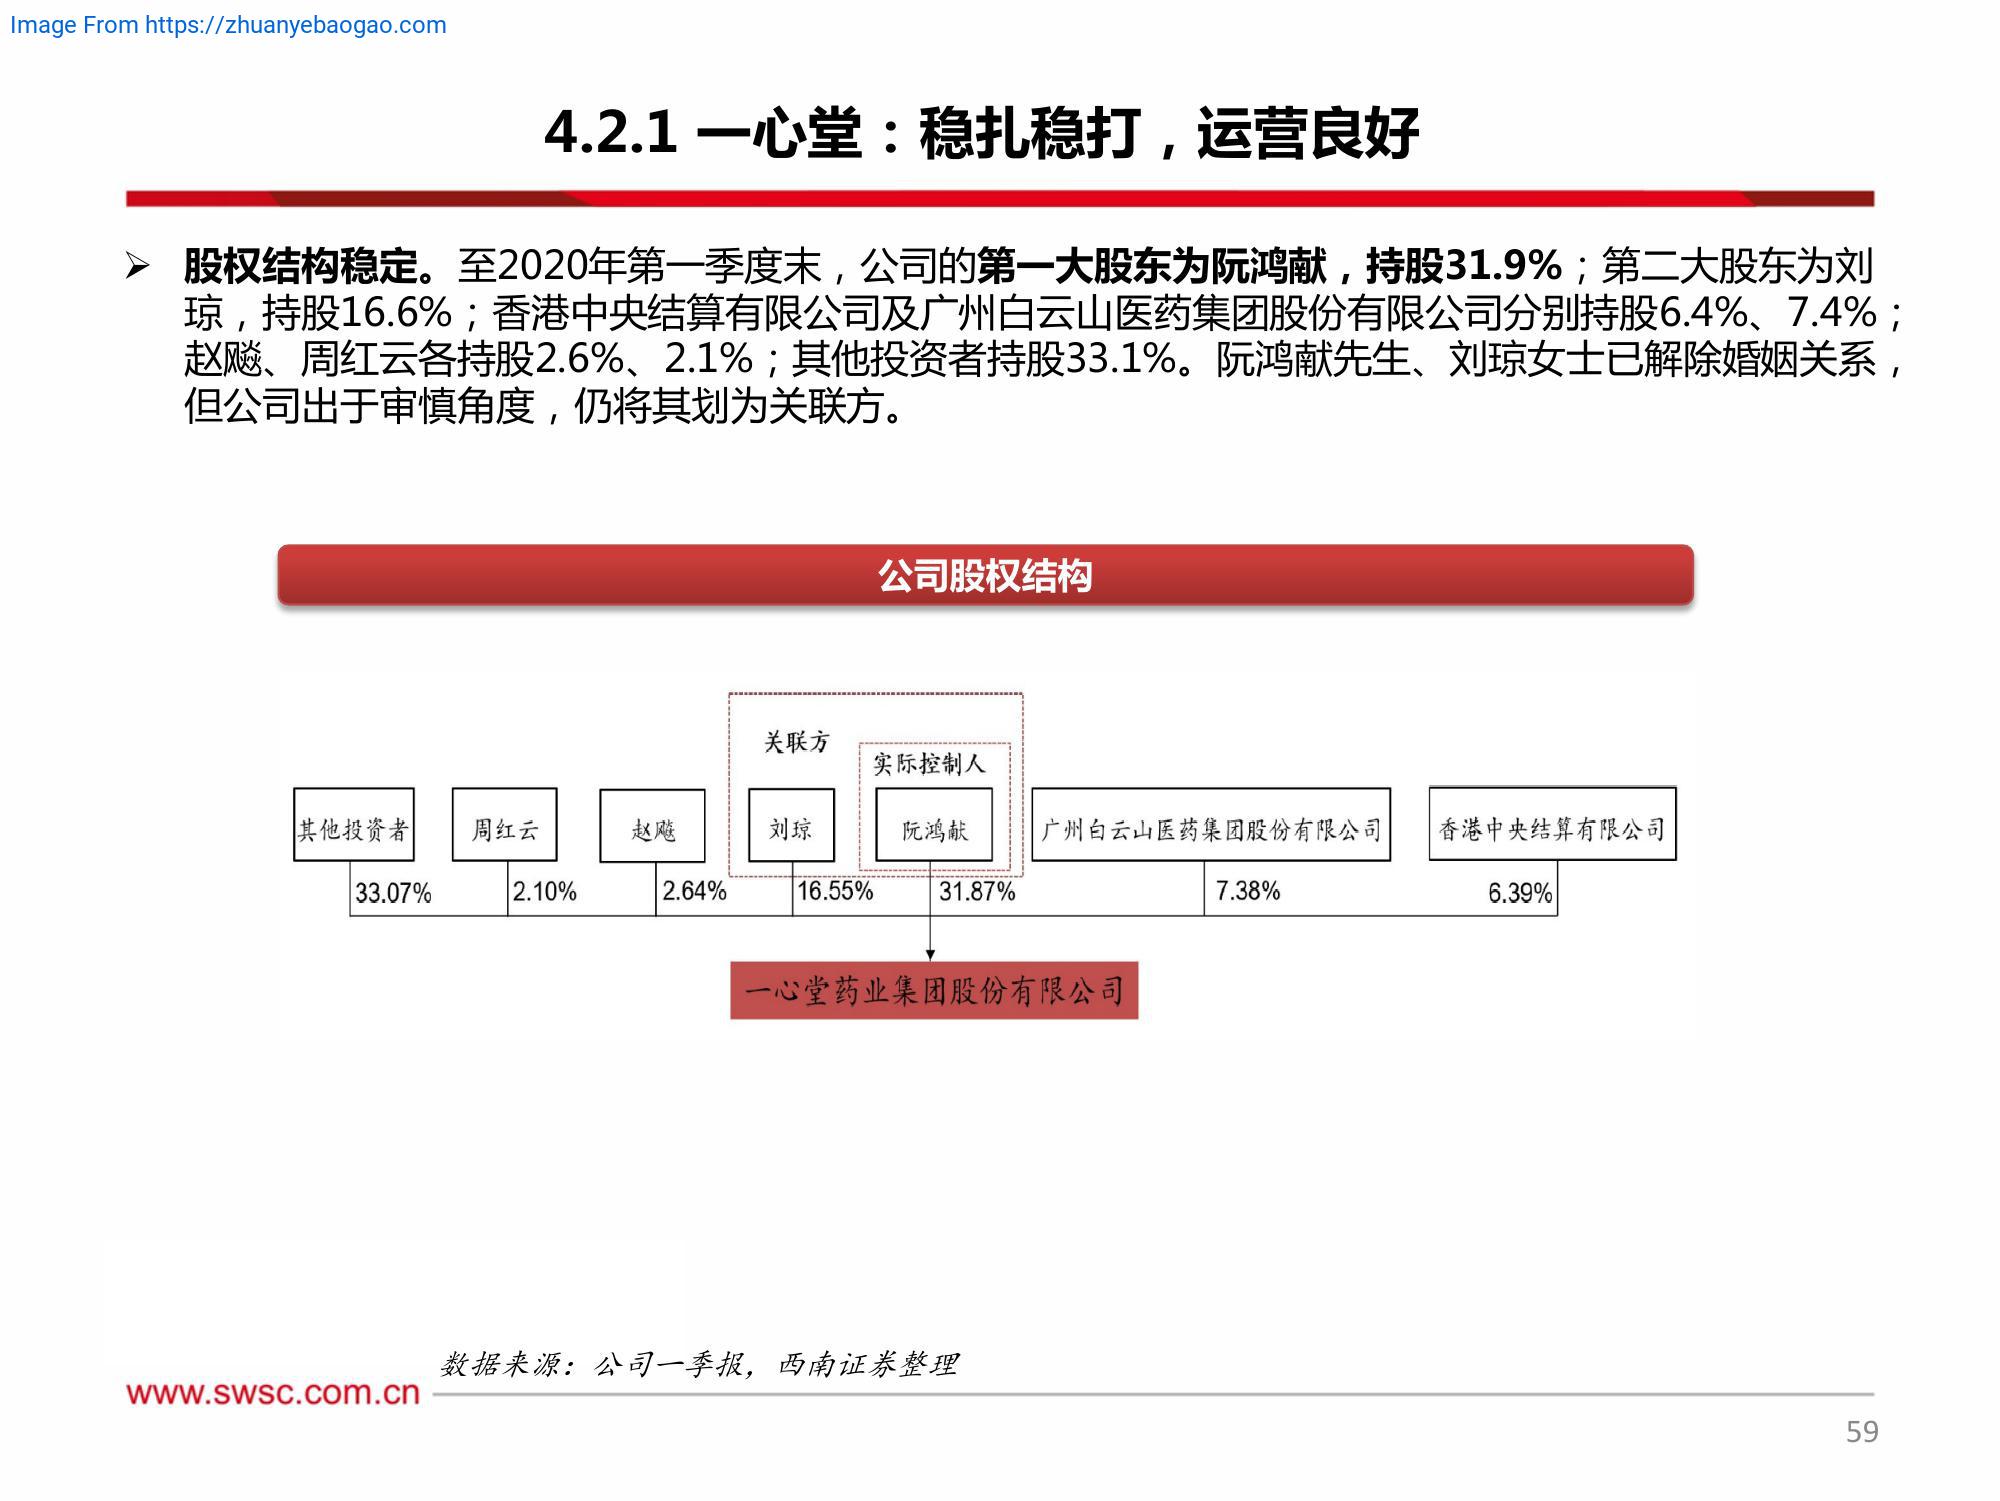 Image From https://zhuanyebaogao.com
4.2.1 一心堂：稳扎稳打，运营良好
➢ 股权结构稳定。至2020年第一季度末，公司的第一大股东为阮鸿献，持股31.9%；第二大股东为刘
琼，持股16.6%；香港中央结算有限公司及广州白云山医药集团股份有限公司分别持股6.4%、7.4%；
赵飚、周红云各持股2.6%、2.1%；其他投资者持股33.1%。阮鸿献先生、刘琼女士已解除婚姻关系，
但公司出于审慎角度，仍将其划为关联方。
公司股权结构
关联方
实际控制人
其他投资者 周红云 赵飚 刘琼 阮鸿献 广州白云山医药集团股份有限公司 香港中央结算有限公司
33.07% 2.10% 2.64% 16.55% 31.87% 7.38% 6.39%
一心堂药业集团股份有限公司
数据来源：公司一季报，西南证券整理
www.swsc.com.cn
59